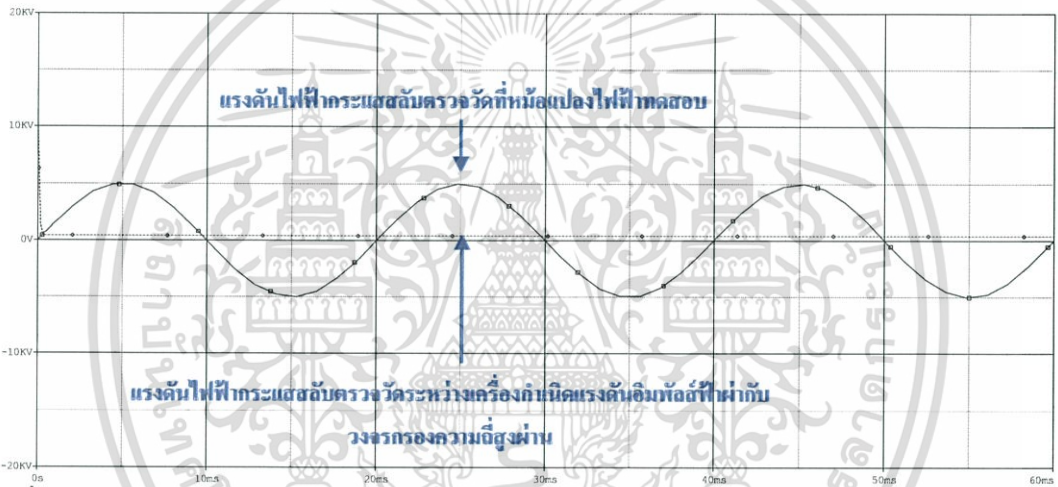 20KV
แรงดันไฟฟ้ากระแสสลับตรวจวัดที่หม้อแปลงไฟฟ้าทดสอบ
10KV
0V
-10KV
แรงดันไฟฟ้ากระแสสลับตรวจวัดระหว่างเครื่องกำเนิดแรงดันอิมพัลส์ฟ้าผ่ากับ
วงจรกรองความถี่สูงผ่าน
-20KV
0s 10ms 20ms 30ms 40ms 50ms 60ms